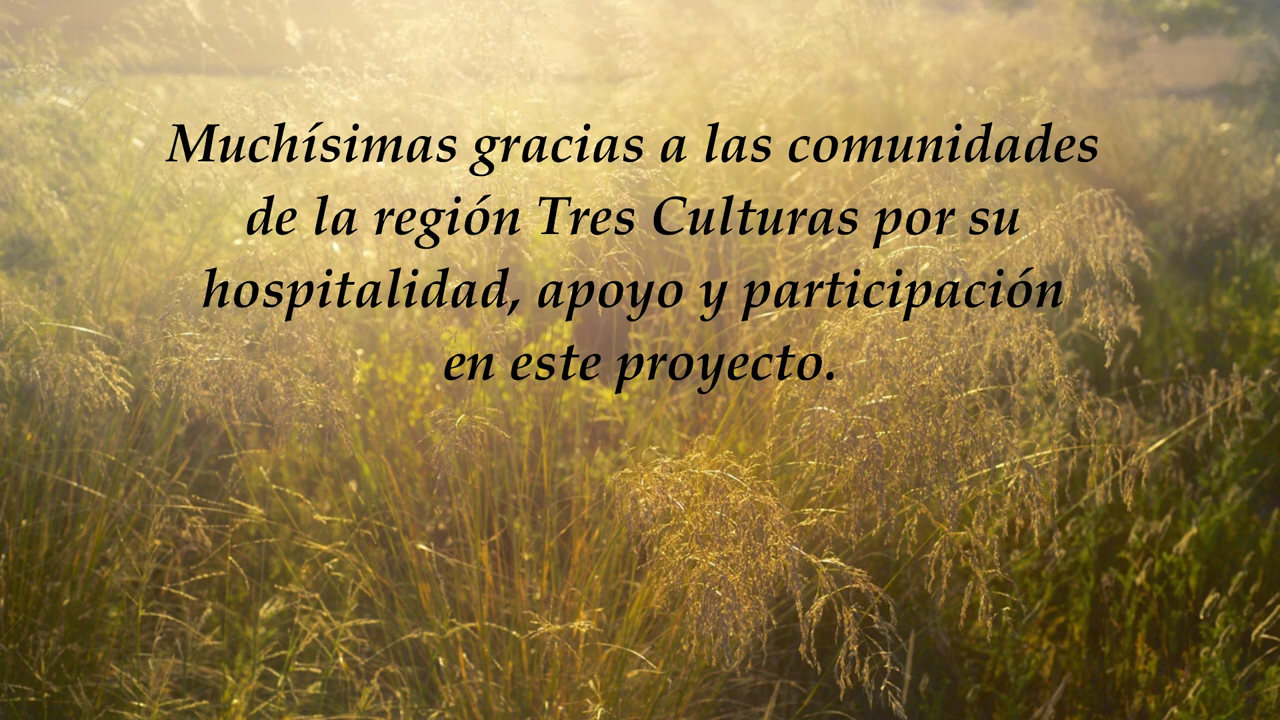 Muchísimas gracias a las comunidades
de la región Tres Culturas por su
hospitalidad, apoyo y participación
en este proyecto.